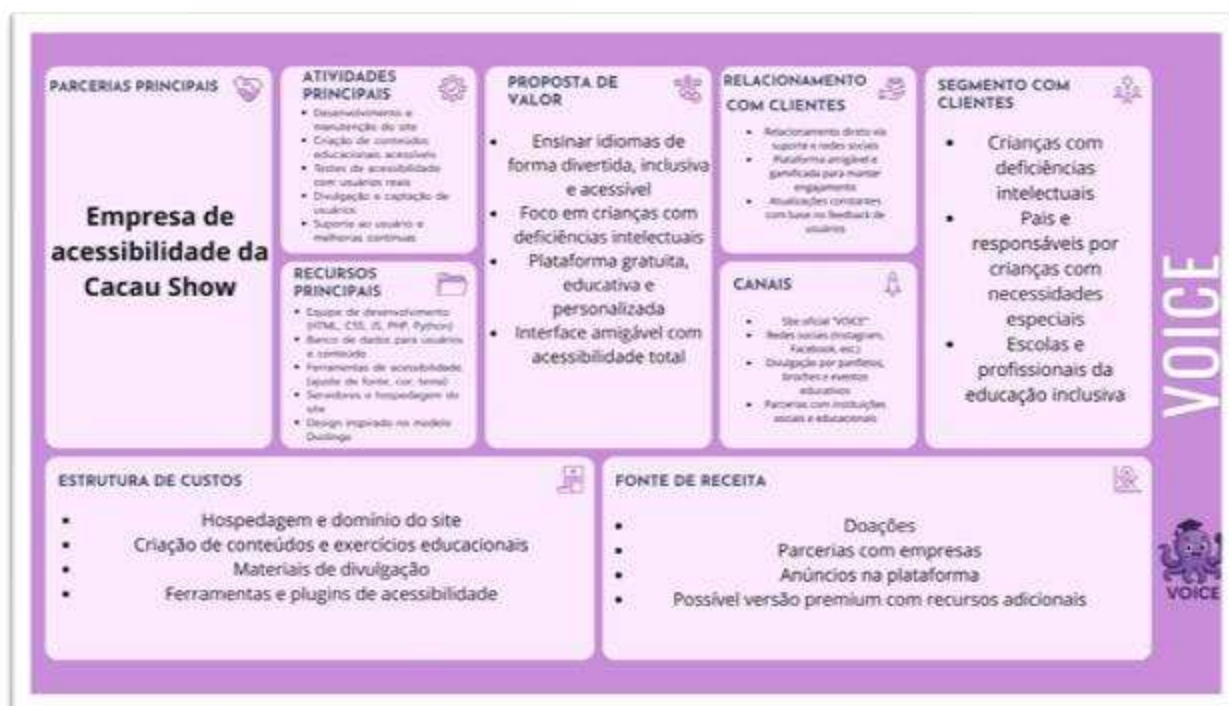 PARCERIAS PRINCIPAIS
Empresa de
acessibilidade da
Cacau Show
ATIVIDADES
PRINCIPAIS
• Desenvolvimento e
manutenção do site
• Criação de conteúdos
educacionais acessíveis
• Testes de acessibilidade
com usuários reais
• Divulgação e captação de
usuários
• Suporte ao usuário e
melhorias contínuas
RECURSOS
PRINCIPAIS
• Equipe de desenvolvimento
(HTML, CSS, JS, PHP, Python)
• Banco de dados para usuários
e conteúdo
• Ferramentas de acessibilidade
(ajuste de fonte, cor, tema)
• Servidores e hospedagem do
site
• Design inspirado no modelo
Duolingo
PROPOSTA DE
VALOR
• Ensinar idiomas de
forma divertida, inclusiva
e acessível
• Foco em crianças com
deficiências intelectuais
• Plataforma gratuita,
educativa e
personalizada
• Interface amigável com
acessibilidade total
RELACIONAMENTO
COM CLIENTES
• Relacionamento direto via
suporte e redes sociais
• Plataforma amigável e
gamificada para manter
engajamento
• Atualizações constantes
com base no feedback de
usuários
CANAIS
• Site oficial "VOICE"
• Redes sociais (Instagram,
Facebook, etc.)
• Divulgação por panfletos,
broches e eventos
educativos
• Parcerias com instituições
sociais e educacionais
SEGMENTO COM
CLIENTES
• Crianças com
deficiências
intelectuais
• Pais e
responsáveis por
crianças com
necessidades
especiais
• Escolas e
profissionais da
educação inclusiva
VOICE
ESTRUTURA DE CUSTOS
• Hospedagem e domínio do site
• Criação de conteúdos e exercícios educacionais
• Materiais de divulgação
• Ferramentas e plugins de acessibilidade
FONTE DE RECEITA
• Doações
• Parcerias com empresas
• Anúncios na plataforma
• Possível versão premium com recursos adicionais
VOICE